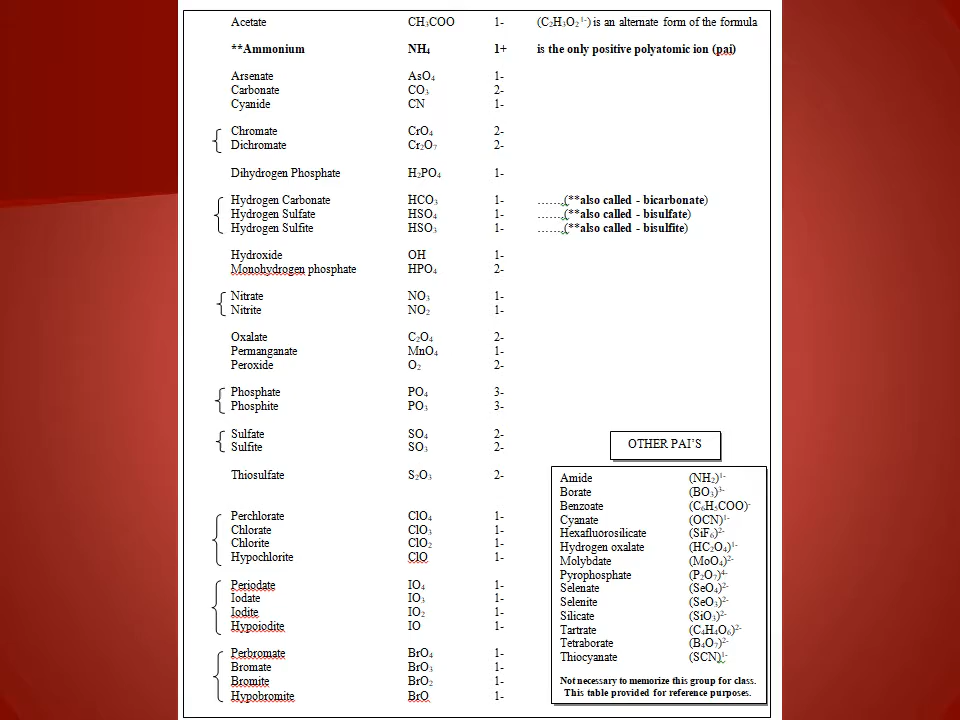 Acetate CH₃COO 1- (C₂H₃O₂¹⁻) is an alternate form of the formula
**Ammonium NH₄ 1+ is the only positive polyatomic ion (pai)
Arsenate AsO₄ 1-
Carbonate CO₃ 2-
Cyanide CN 1-
Chromate CrO₄ 2-
Dichromate Cr₂O₇ 2-
Dihydrogen Phosphate H₂PO₄ 1-
Hydrogen Carbonate HCO₃ 1- ……(**also called - bicarbonate)
Hydrogen Sulfate HSO₄ 1- ……(**also called - bisulfate)
Hydrogen Sulfite HSO₃ 1- ……(**also called - bisulfite)
Hydroxide OH 1-
Monohydrogen phosphate HPO₄ 2-
Nitrate NO₃ 1-
Nitrite NO₂ 1-
Oxalate C₂O₄ 2-
Permanganate MnO₄ 1-
Peroxide O₂ 2-
Phosphate PO₄ 3-
Phosphite PO₃ 3-
Sulfate SO₄ 2-
Sulfite SO₃ 2-
Thiosulfate S₂O₃ 2-
Perchlorate ClO₄ 1-
Chlorate ClO₃ 1-
Chlorite ClO₂ 1-
Hypochlorite ClO 1-
Periodate IO₄ 1-
Iodate IO₃ 1-
Iodite IO₂ 1-
Hypoiodite IO 1-
Perbromate BrO₄ 1-
Bromate BrO₃ 1-
Bromite BrO₂ 1-
Hypobromite BrO 1-
OTHER PAI'S
Amide (NH₂)¹⁻
Borate (BO₃)³⁻
Benzoate (C₆H₅COO)⁻
Cyanate (OCN)¹⁻
Hexafluorosilicate (SiF₆)²⁻
Hydrogen oxalate (HC₂O₄)¹⁻
Molybdate (MoO₄)²⁻
Pyrophosphate (P₂O₇)⁴⁻
Selenate (SeO₄)²⁻
Selenite (SeO₃)²⁻
Silicate (SiO₃)²⁻
Tartrate (C₄H₄O₆)²⁻
Tetraborate (B₄O₇)²⁻
Thiocyanate (SCN)¹⁻
Not necessary to memorize this group for class.
This table provided for reference purposes.